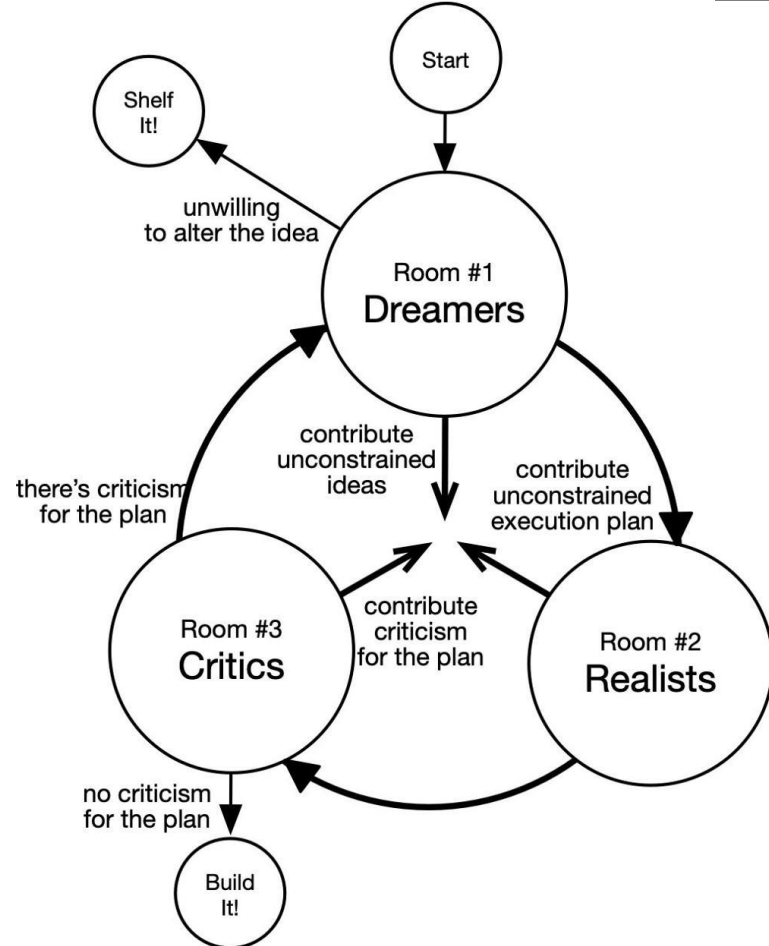 Start
Shelf
It!
unwilling
to alter the idea
Room #1
Dreamers
contribute
unconstrained
ideas
contribute
unconstrained
execution plan
there's criticism
for the plan
contribute
criticism
for the plan
Room #3
Critics
Room #2
Realists
no criticism
for the plan
Build
It!